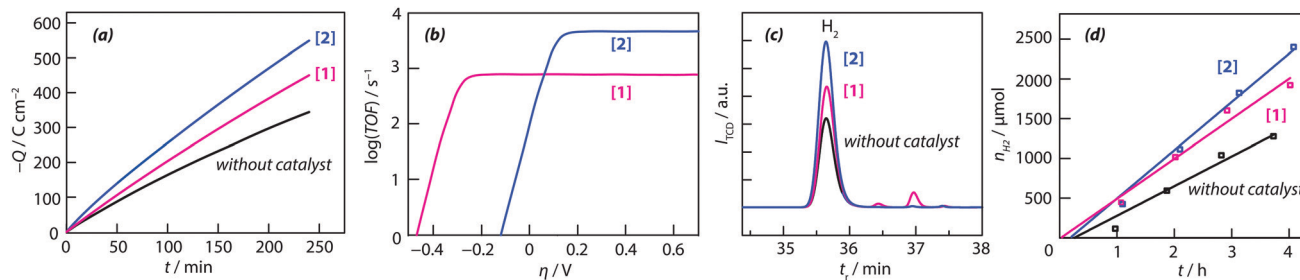 (a)
[2]
[1]
without catalyst
−Q / C cm⁻²
600
500
400
300
200
100
0
0
50
100
150
200
250
t / min
(b)
[2]
[1]
log(TOF) / s⁻¹
4
3
2
1
0
−0.4
−0.2
0
0.2
0.4
0.6
η / V
(c)
H₂
[2]
[1]
without catalyst
I_TCD / a.u.
35
36
37
38
t_r / min
(d)
[2]
[1]
without catalyst
n_H2 / μmol
2500
2000
1500
1000
500
0
0
1
2
3
4
t / h